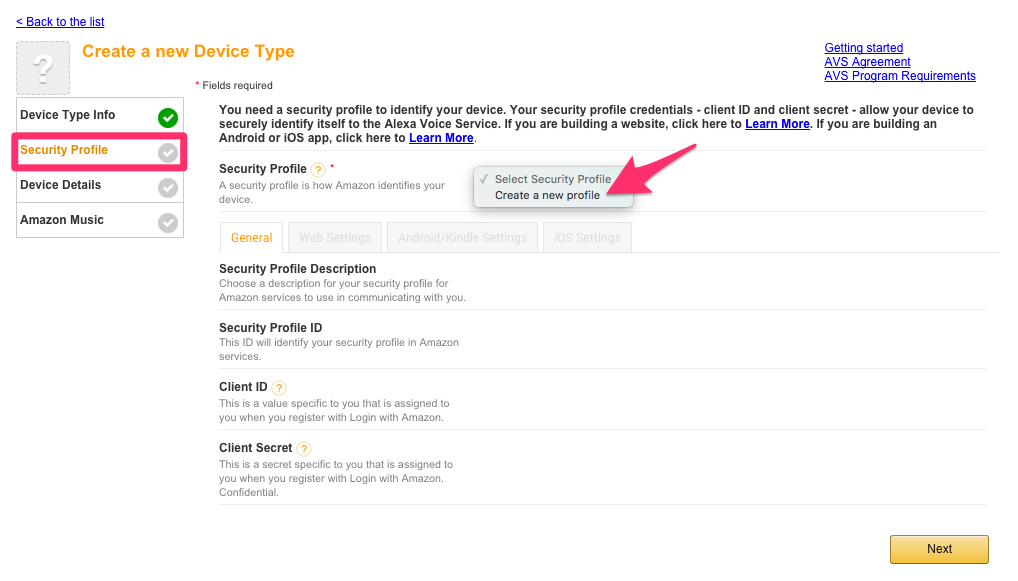 < Back to the list
?
Create a new Device Type
Getting started
AVS Agreement
AVS Program Requirements
* Fields required
Device Type Info
Security Profile
Device Details
Amazon Music
You need a security profile to identify your device. Your security profile credentials - client ID and client secret - allow your device to
securely identify itself to the Alexa Voice Service. If you are building a website, click here to Learn More. If you are building an
Android or iOS app, click here to Learn More.
Security Profile ? *
A security profile is how Amazon identifies your
device.
✓ Select Security Profile
Create a new profile
General Web Settings Android/Kindle Settings iOS Settings
Security Profile Description
Choose a description for your security profile for
Amazon services to use in communicating with you.
Security Profile ID
This ID will identify your security profile in Amazon
services.
Client ID ?
This is a value specific to you that is assigned to
you when you register with Login with Amazon.
Client Secret ?
This is a secret specific to you that is assigned to
you when you register with Login with Amazon.
Confidential.
Next